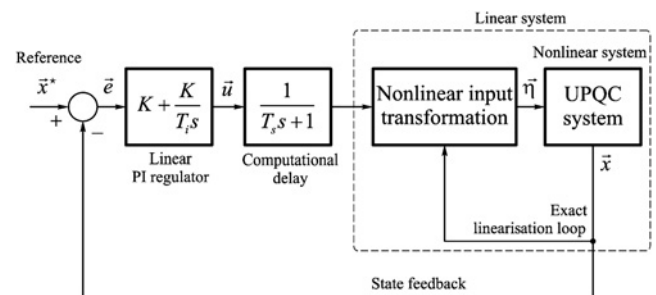 Linear system
Reference
Nonlinear system
x⃗*
e⃗
K + K/(Tᵢs)
u⃗
1/(Tₛs + 1)
Nonlinear input
transformation
η⃗
UPQC
system
+
−
Linear
PI regulator
Computational
delay
x⃗
Exact
linearisation loop
State feedback